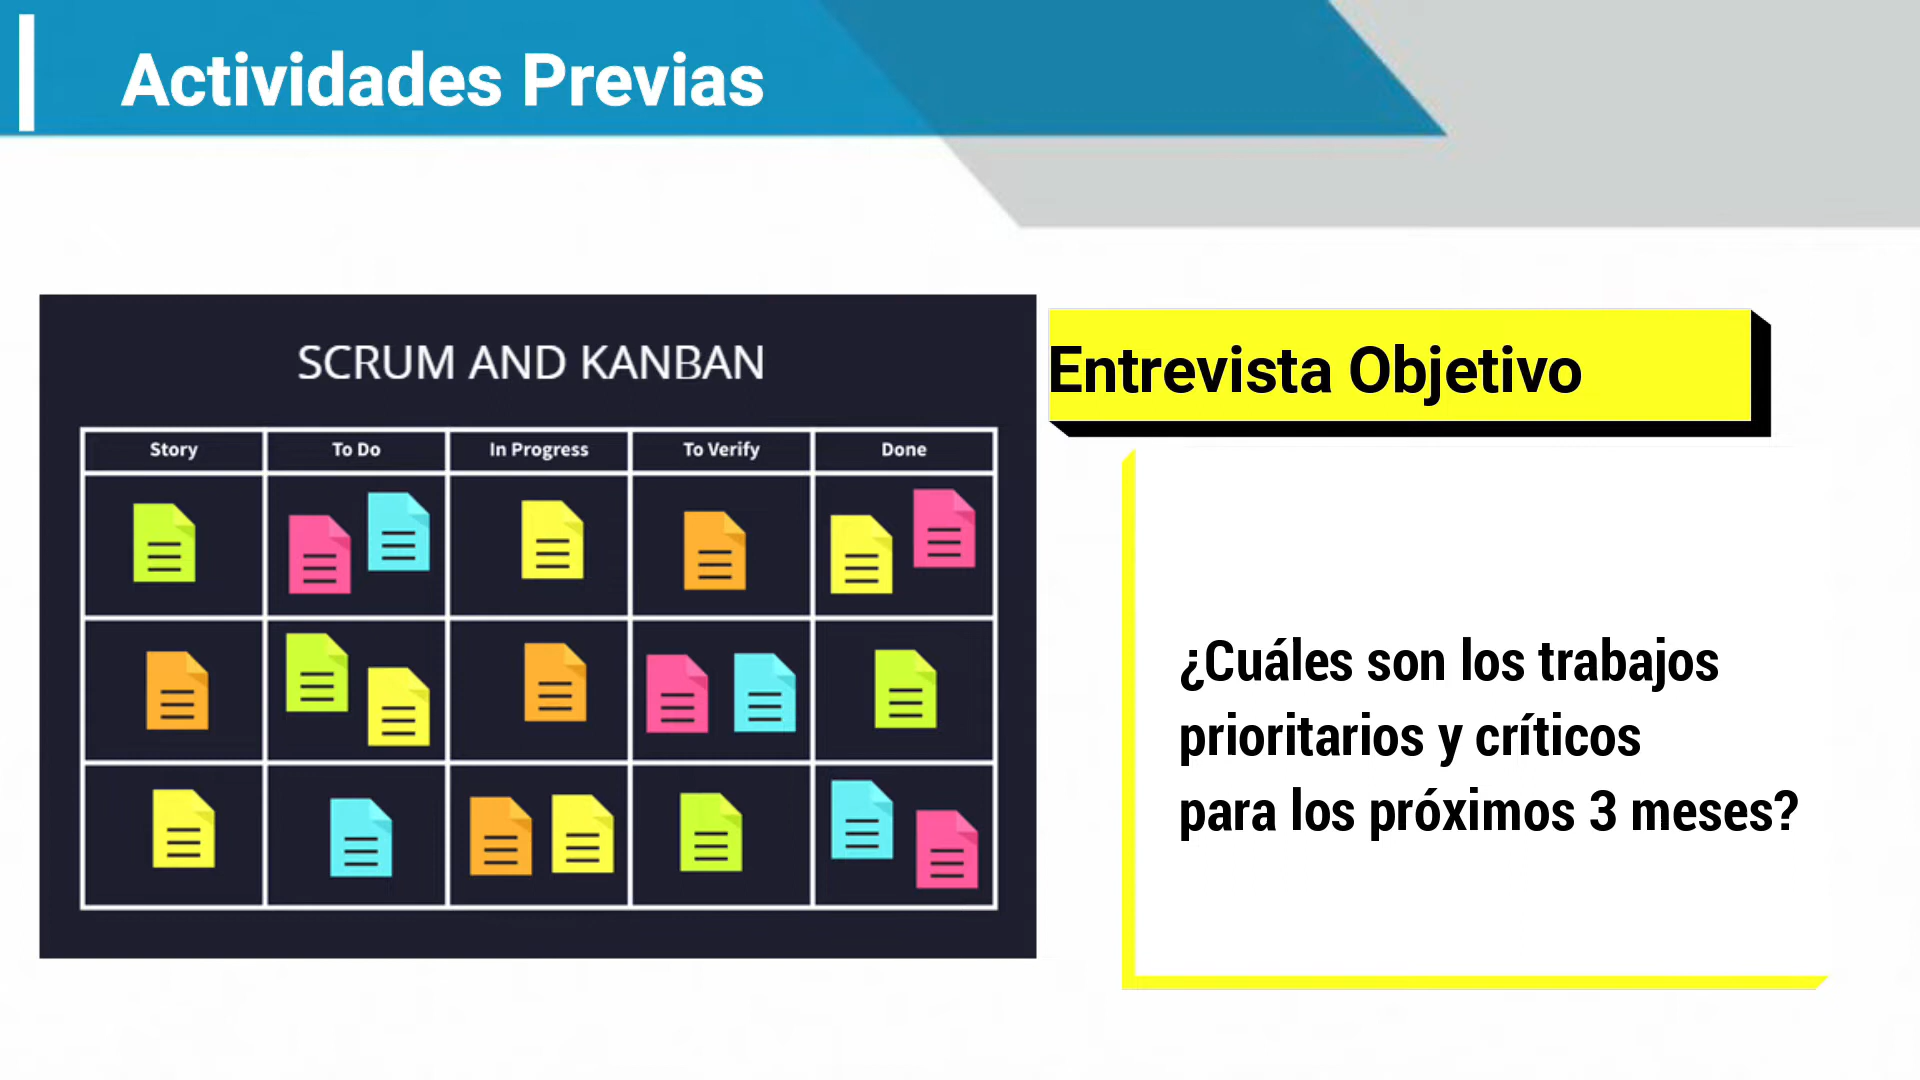 Actividades Previas
SCRUM AND KANBAN
Story To Do In Progress To Verify Done
Entrevista Objetivo
¿Cuáles son los trabajos
prioritarios y críticos
para los próximos 3 meses?